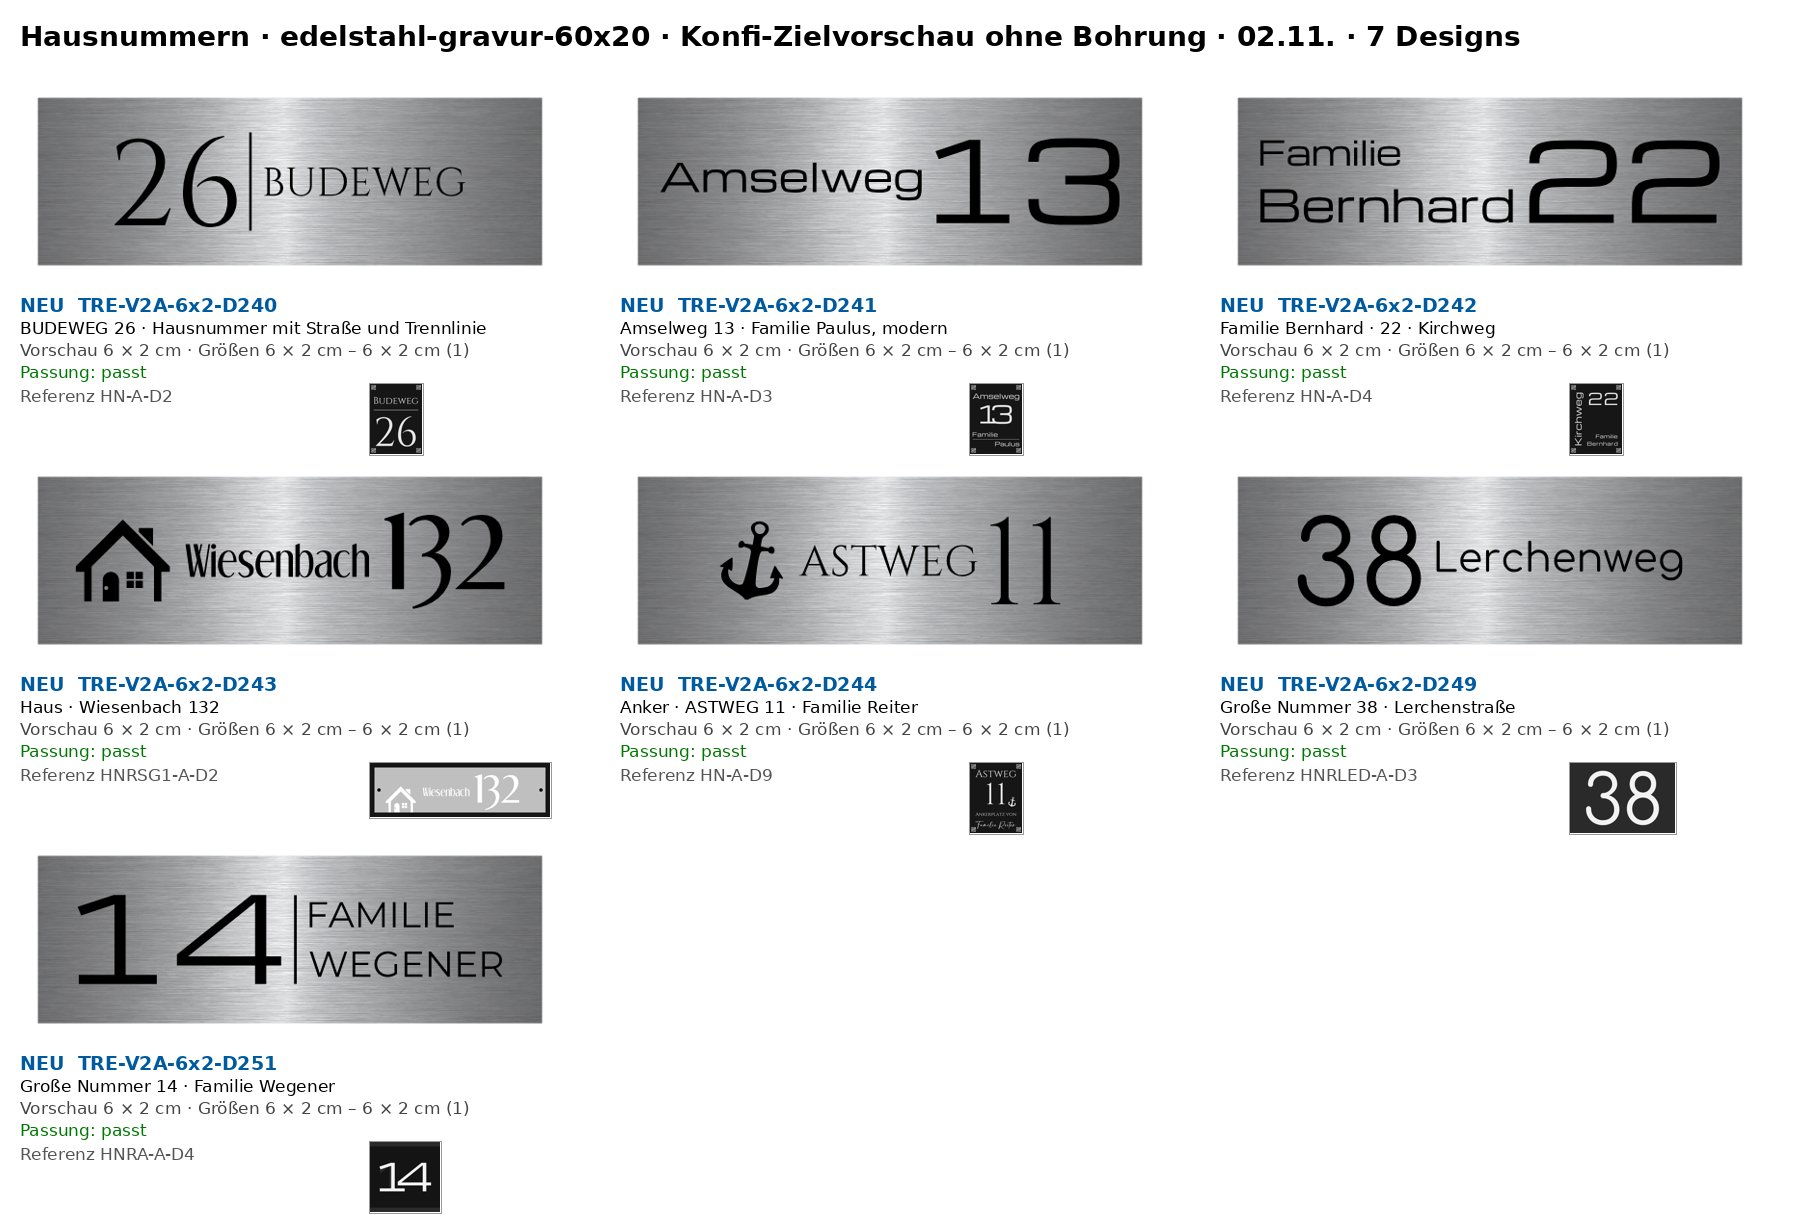 Hausnummern · edelstahl-gravur-60x20 · Konfi-Zielvorschau ohne Bohrung · 02.11. · 7 Designs
26 BUDEWEG
NEU TRE-V2A-6x2-D240
BUDEWEG 26 · Hausnummer mit Straße und Trennlinie
Vorschau 6 × 2 cm · Größen 6 × 2 cm – 6 × 2 cm (1)
Passung: passt
Referenz HN-A-D2
BUDEWEG
26
Amselweg 13
NEU TRE-V2A-6x2-D241
Amselweg 13 · Familie Paulus, modern
Vorschau 6 × 2 cm · Größen 6 × 2 cm – 6 × 2 cm (1)
Passung: passt
Referenz HN-A-D3
Amselweg
13
Familie
Paulus
Familie
Bernhard 22
NEU TRE-V2A-6x2-D242
Familie Bernhard · 22 · Kirchweg
Vorschau 6 × 2 cm · Größen 6 × 2 cm – 6 × 2 cm (1)
Passung: passt
Referenz HN-A-D4
Kirchweg
22
Familie
Bernhard
Wiesenbach 132
NEU TRE-V2A-6x2-D243
Haus · Wiesenbach 132
Vorschau 6 × 2 cm · Größen 6 × 2 cm – 6 × 2 cm (1)
Passung: passt
Referenz HNRSG1-A-D2
Wiesenbach 132
ASTWEG 11
NEU TRE-V2A-6x2-D244
Anker · ASTWEG 11 · Familie Reiter
Vorschau 6 × 2 cm · Größen 6 × 2 cm – 6 × 2 cm (1)
Passung: passt
Referenz HN-A-D9
ASTWEG
11
ANKERPLATZ VON
Familie Reiter
38 Lerchenweg
NEU TRE-V2A-6x2-D249
Große Nummer 38 · Lerchenstraße
Vorschau 6 × 2 cm · Größen 6 × 2 cm – 6 × 2 cm (1)
Passung: passt
Referenz HNRLED-A-D3
38
14 FAMILIE
WEGENER
NEU TRE-V2A-6x2-D251
Große Nummer 14 · Familie Wegener
Vorschau 6 × 2 cm · Größen 6 × 2 cm – 6 × 2 cm (1)
Passung: passt
Referenz HNRA-A-D4
14